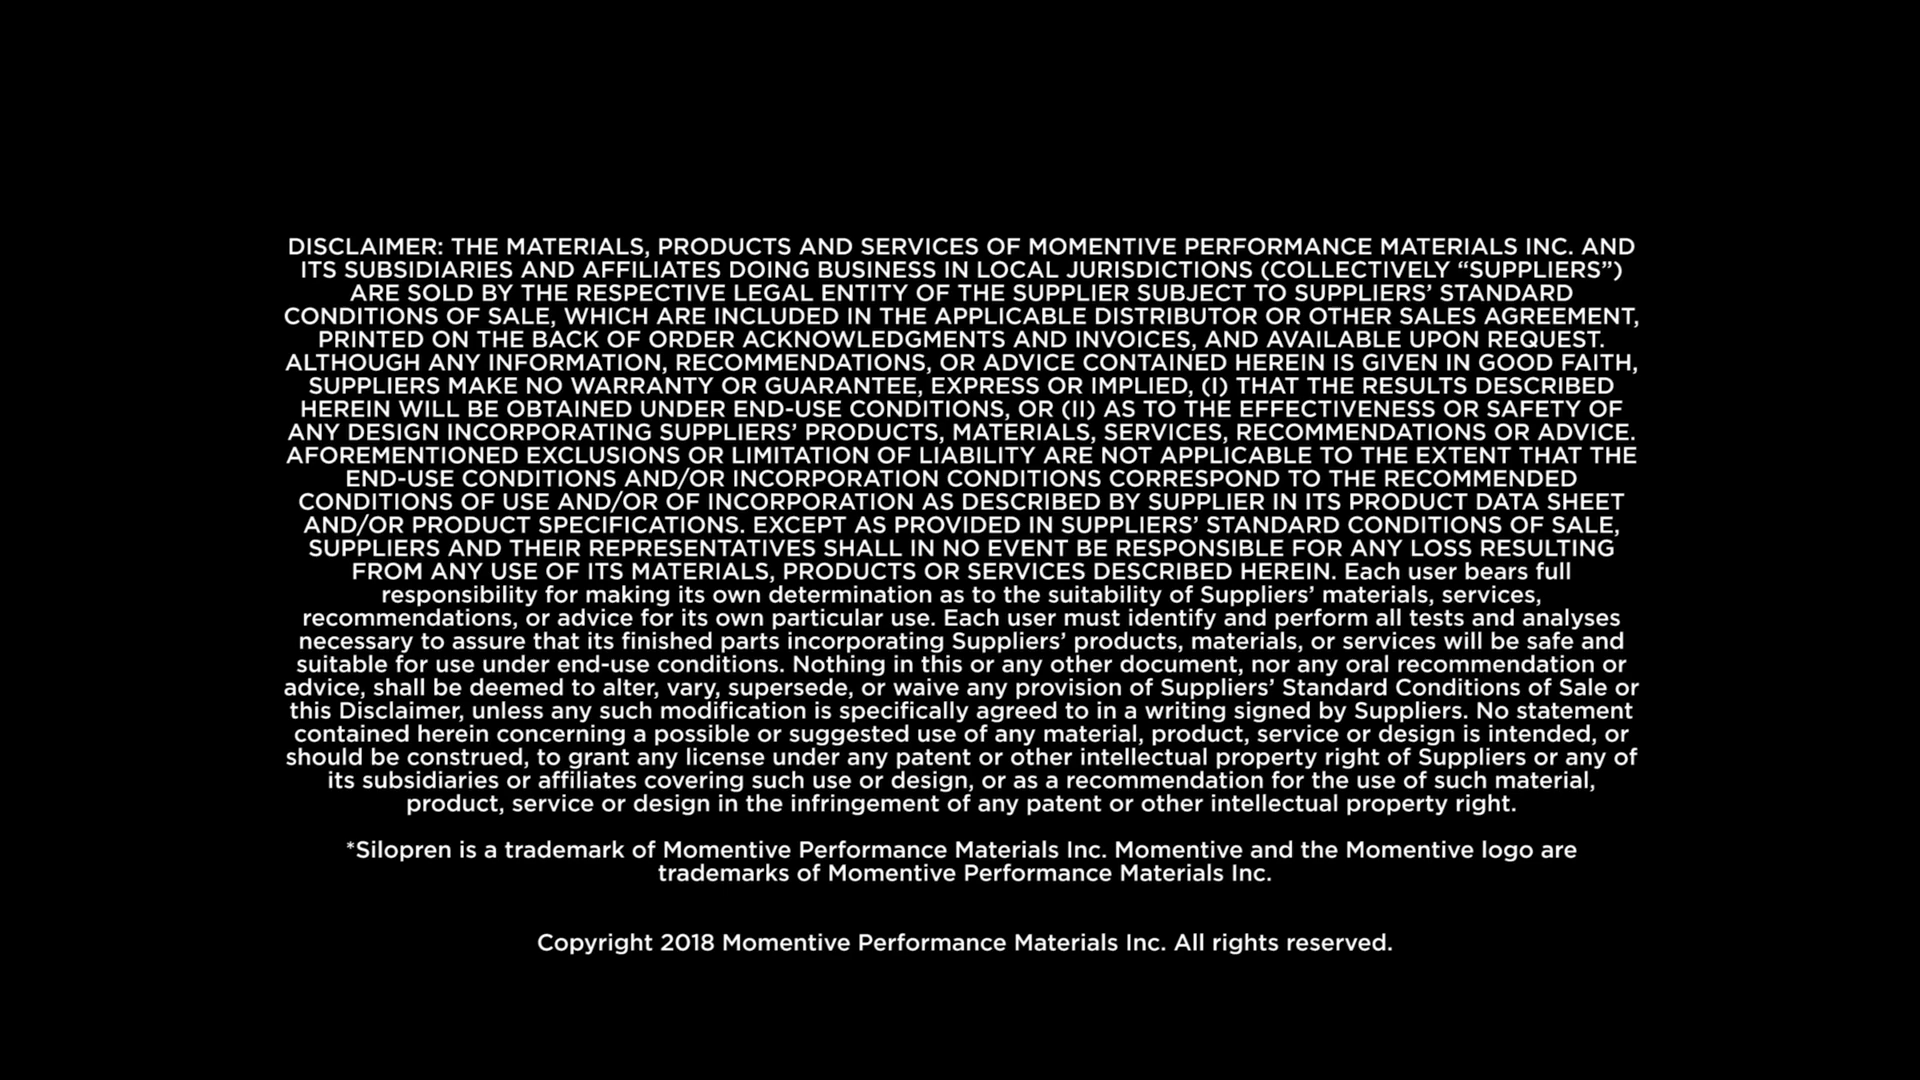 DISCLAIMER: THE MATERIALS, PRODUCTS AND SERVICES OF MOMENTIVE PERFORMANCE MATERIALS INC. AND
ITS SUBSIDIARIES AND AFFILIATES DOING BUSINESS IN LOCAL JURISDICTIONS (COLLECTIVELY “SUPPLIERS”)
ARE SOLD BY THE RESPECTIVE LEGAL ENTITY OF THE SUPPLIER SUBJECT TO SUPPLIERS’ STANDARD
CONDITIONS OF SALE, WHICH ARE INCLUDED IN THE APPLICABLE DISTRIBUTOR OR OTHER SALES AGREEMENT,
PRINTED ON THE BACK OF ORDER ACKNOWLEDGMENTS AND INVOICES, AND AVAILABLE UPON REQUEST.
ALTHOUGH ANY INFORMATION, RECOMMENDATIONS, OR ADVICE CONTAINED HEREIN IS GIVEN IN GOOD FAITH,
SUPPLIERS MAKE NO WARRANTY OR GUARANTEE, EXPRESS OR IMPLIED, (I) THAT THE RESULTS DESCRIBED
HEREIN WILL BE OBTAINED UNDER END-USE CONDITIONS, OR (II) AS TO THE EFFECTIVENESS OR SAFETY OF
ANY DESIGN INCORPORATING SUPPLIERS’ PRODUCTS, MATERIALS, SERVICES, RECOMMENDATIONS OR ADVICE.
AFOREMENTIONED EXCLUSIONS OR LIMITATION OF LIABILITY ARE NOT APPLICABLE TO THE EXTENT THAT THE
END-USE CONDITIONS AND/OR INCORPORATION CONDITIONS CORRESPOND TO THE RECOMMENDED
CONDITIONS OF USE AND/OR OF INCORPORATION AS DESCRIBED BY SUPPLIER IN ITS PRODUCT DATA SHEET
AND/OR PRODUCT SPECIFICATIONS. EXCEPT AS PROVIDED IN SUPPLIERS’ STANDARD CONDITIONS OF SALE,
SUPPLIERS AND THEIR REPRESENTATIVES SHALL IN NO EVENT BE RESPONSIBLE FOR ANY LOSS RESULTING
FROM ANY USE OF ITS MATERIALS, PRODUCTS OR SERVICES DESCRIBED HEREIN. Each user bears full
responsibility for making its own determination as to the suitability of Suppliers’ materials, services,
recommendations, or advice for its own particular use. Each user must identify and perform all tests and analyses
necessary to assure that its finished parts incorporating Suppliers’ products, materials, or services will be safe and
suitable for use under end-use conditions. Nothing in this or any other document, nor any oral recommendation or
advice, shall be deemed to alter, vary, supersede, or waive any provision of Suppliers’ Standard Conditions of Sale or
this Disclaimer, unless any such modification is specifically agreed to in a writing signed by Suppliers. No statement
contained herein concerning a possible or suggested use of any material, product, service or design is intended, or
should be construed, to grant any license under any patent or other intellectual property right of Suppliers or any of
its subsidiaries or affiliates covering such use or design, or as a recommendation for the use of such material,
product, service or design in the infringement of any patent or other intellectual property right.
*Silopren is a trademark of Momentive Performance Materials Inc. Momentive and the Momentive logo are
trademarks of Momentive Performance Materials Inc.
Copyright 2018 Momentive Performance Materials Inc. All rights reserved.